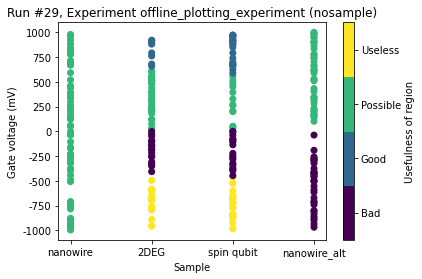 Run #29, Experiment offline_plotting_experiment (nosample)
1000
750
500
250
0
-250
-500
-750
-1000
Gate voltage (mV)
nanowire
2DEG
spin qubit
nanowire_alt
Sample
Useless
Possible
Good
Bad
Usefulness of region